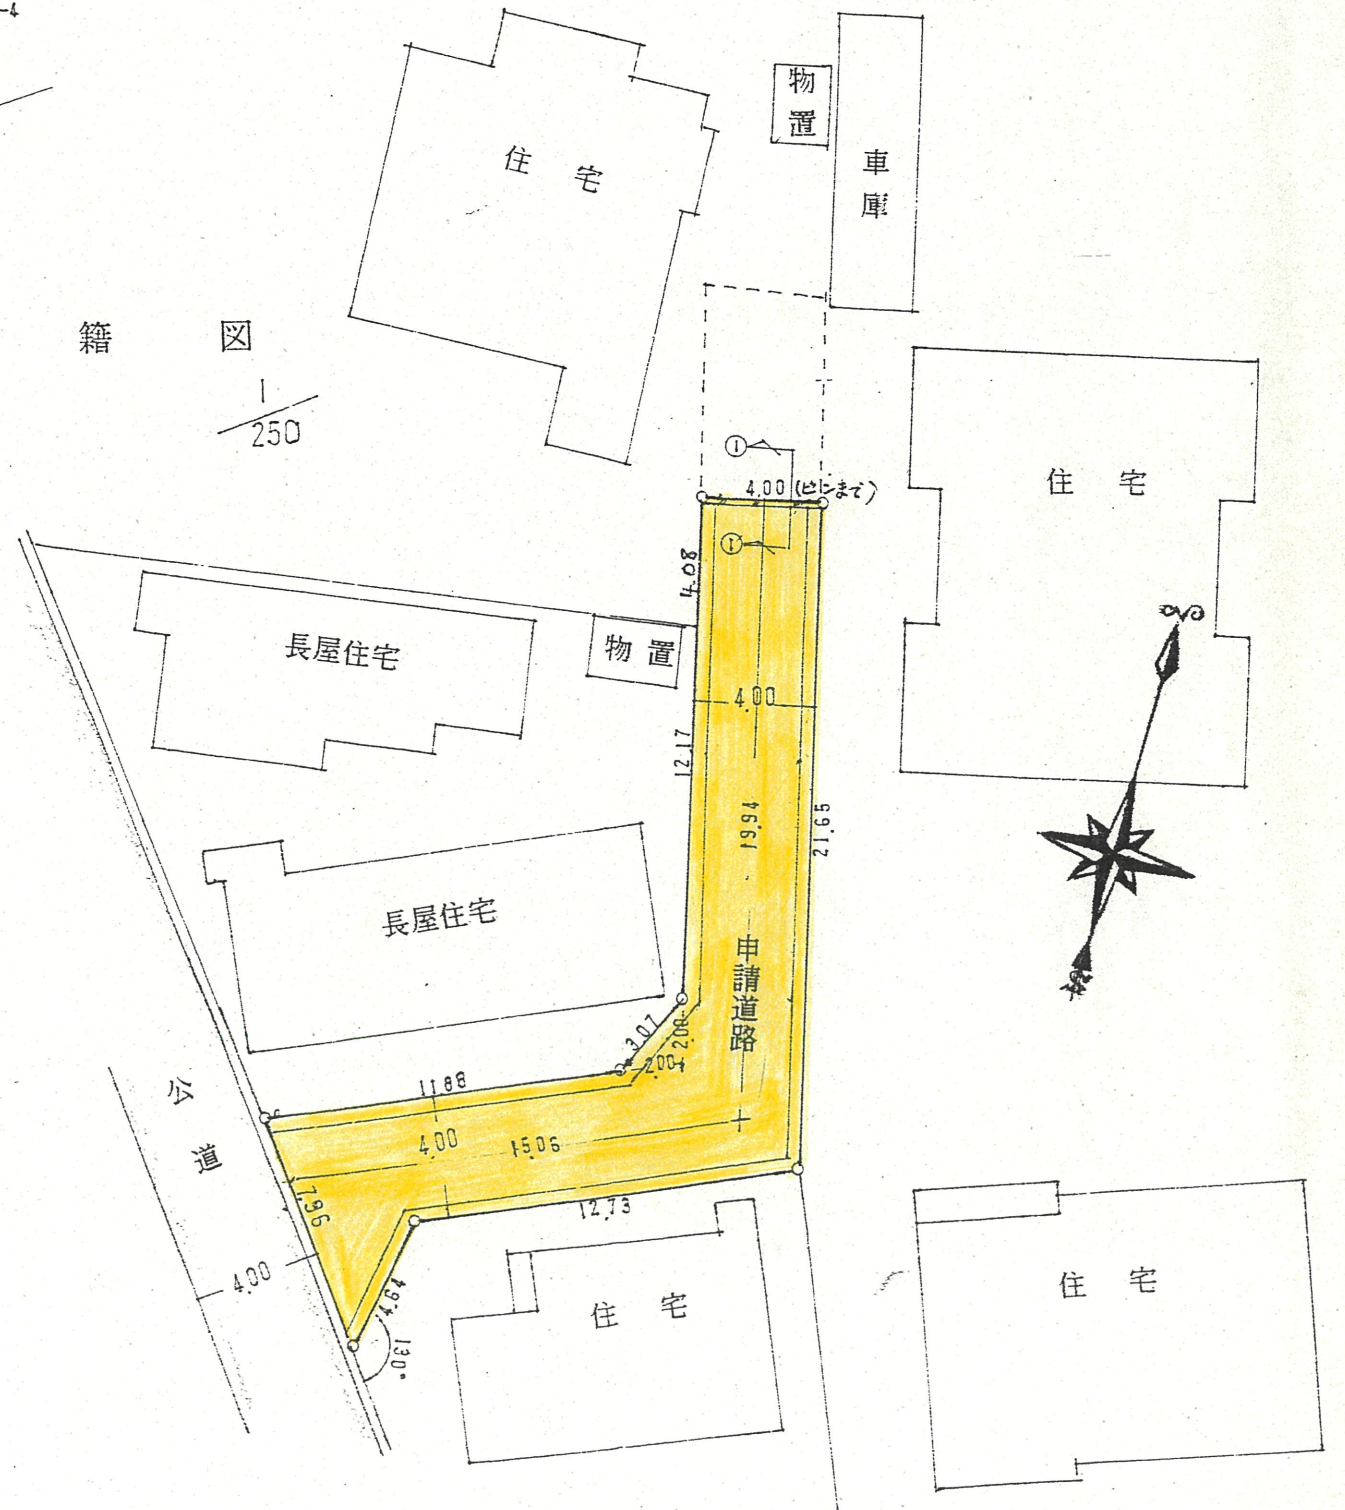 -4
物置
住宅
車庫
籍図
1/250
住宅
①
4.00 (ピンまで)
①
4.08
長屋住宅
物置
4.00
12.17
19.94
21.65
長屋住宅
申請道路
3.07
2.00
2.00
11.88
公道
4.00
15.06
7.96
12.73
4.00
4.64
130°
住宅
住宅